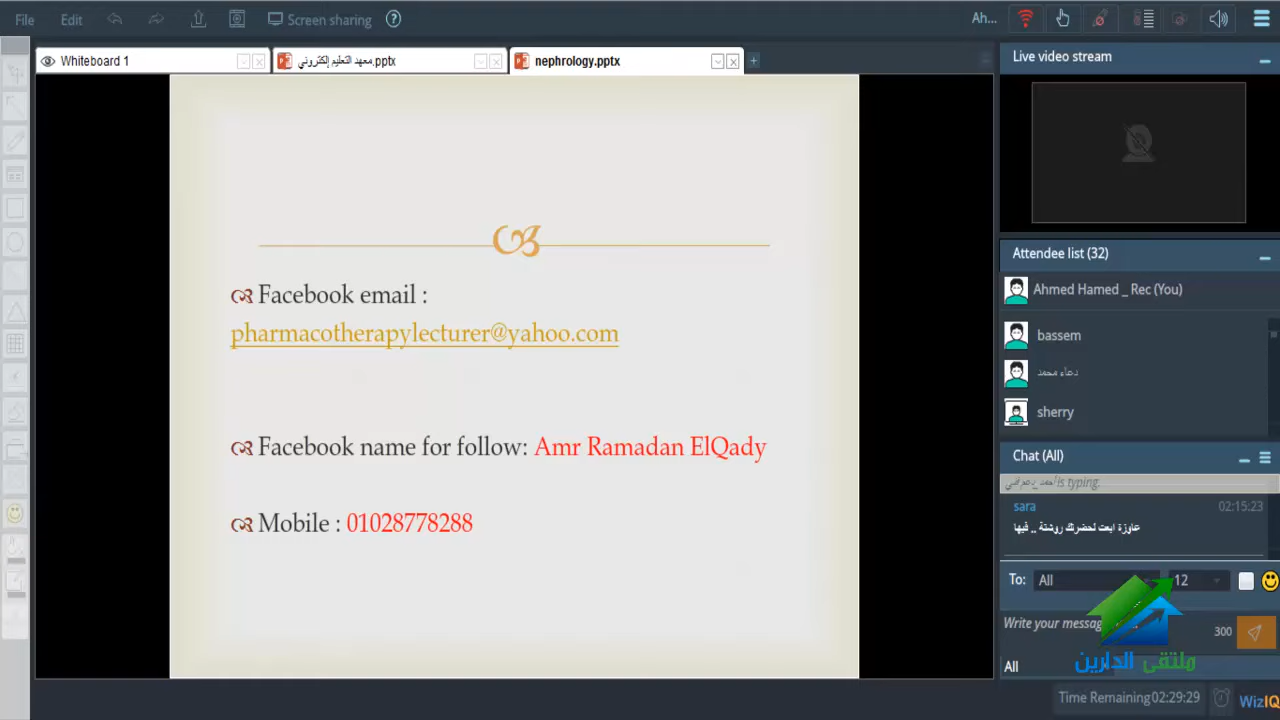 File Edit Screen sharing ? Ah...
Whiteboard 1
معهد التعليم إلكتروني.pptx
nephrology.pptx
Facebook email :
pharmacotherapylecturer@yahoo.com
Facebook name for follow: Amr Ramadan ElQady
Mobile : 01028778288
Live video stream
Attendee list (32)
Ahmed Hamed _ Rec (You)
bassem
دعاء محمد
sherry
Chat (All)
is typing.
sara 02:15:23
عاوزة ابعت لحضرتك روشتة .. فيها
To: All 12
Write your messag
300
ملتقى الدارين
All
Time Remaining 02:29:29
WizIQ